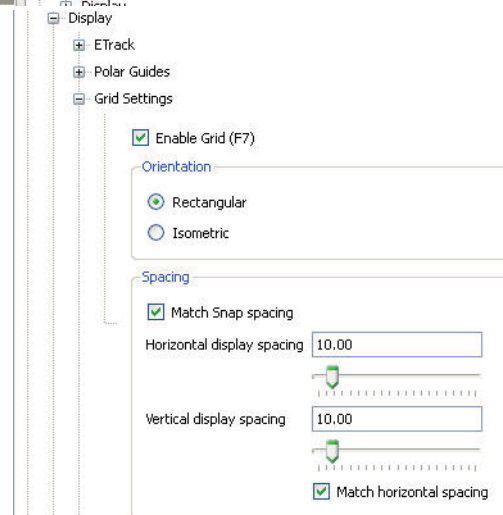 Display
Display
ETrack
Polar Guides
Grid Settings
Enable Grid (F7)
Orientation
Rectangular
Isometric
Spacing
Match Snap spacing
Horizontal display spacing 10.00
Vertical display spacing 10.00
Match horizontal spacing